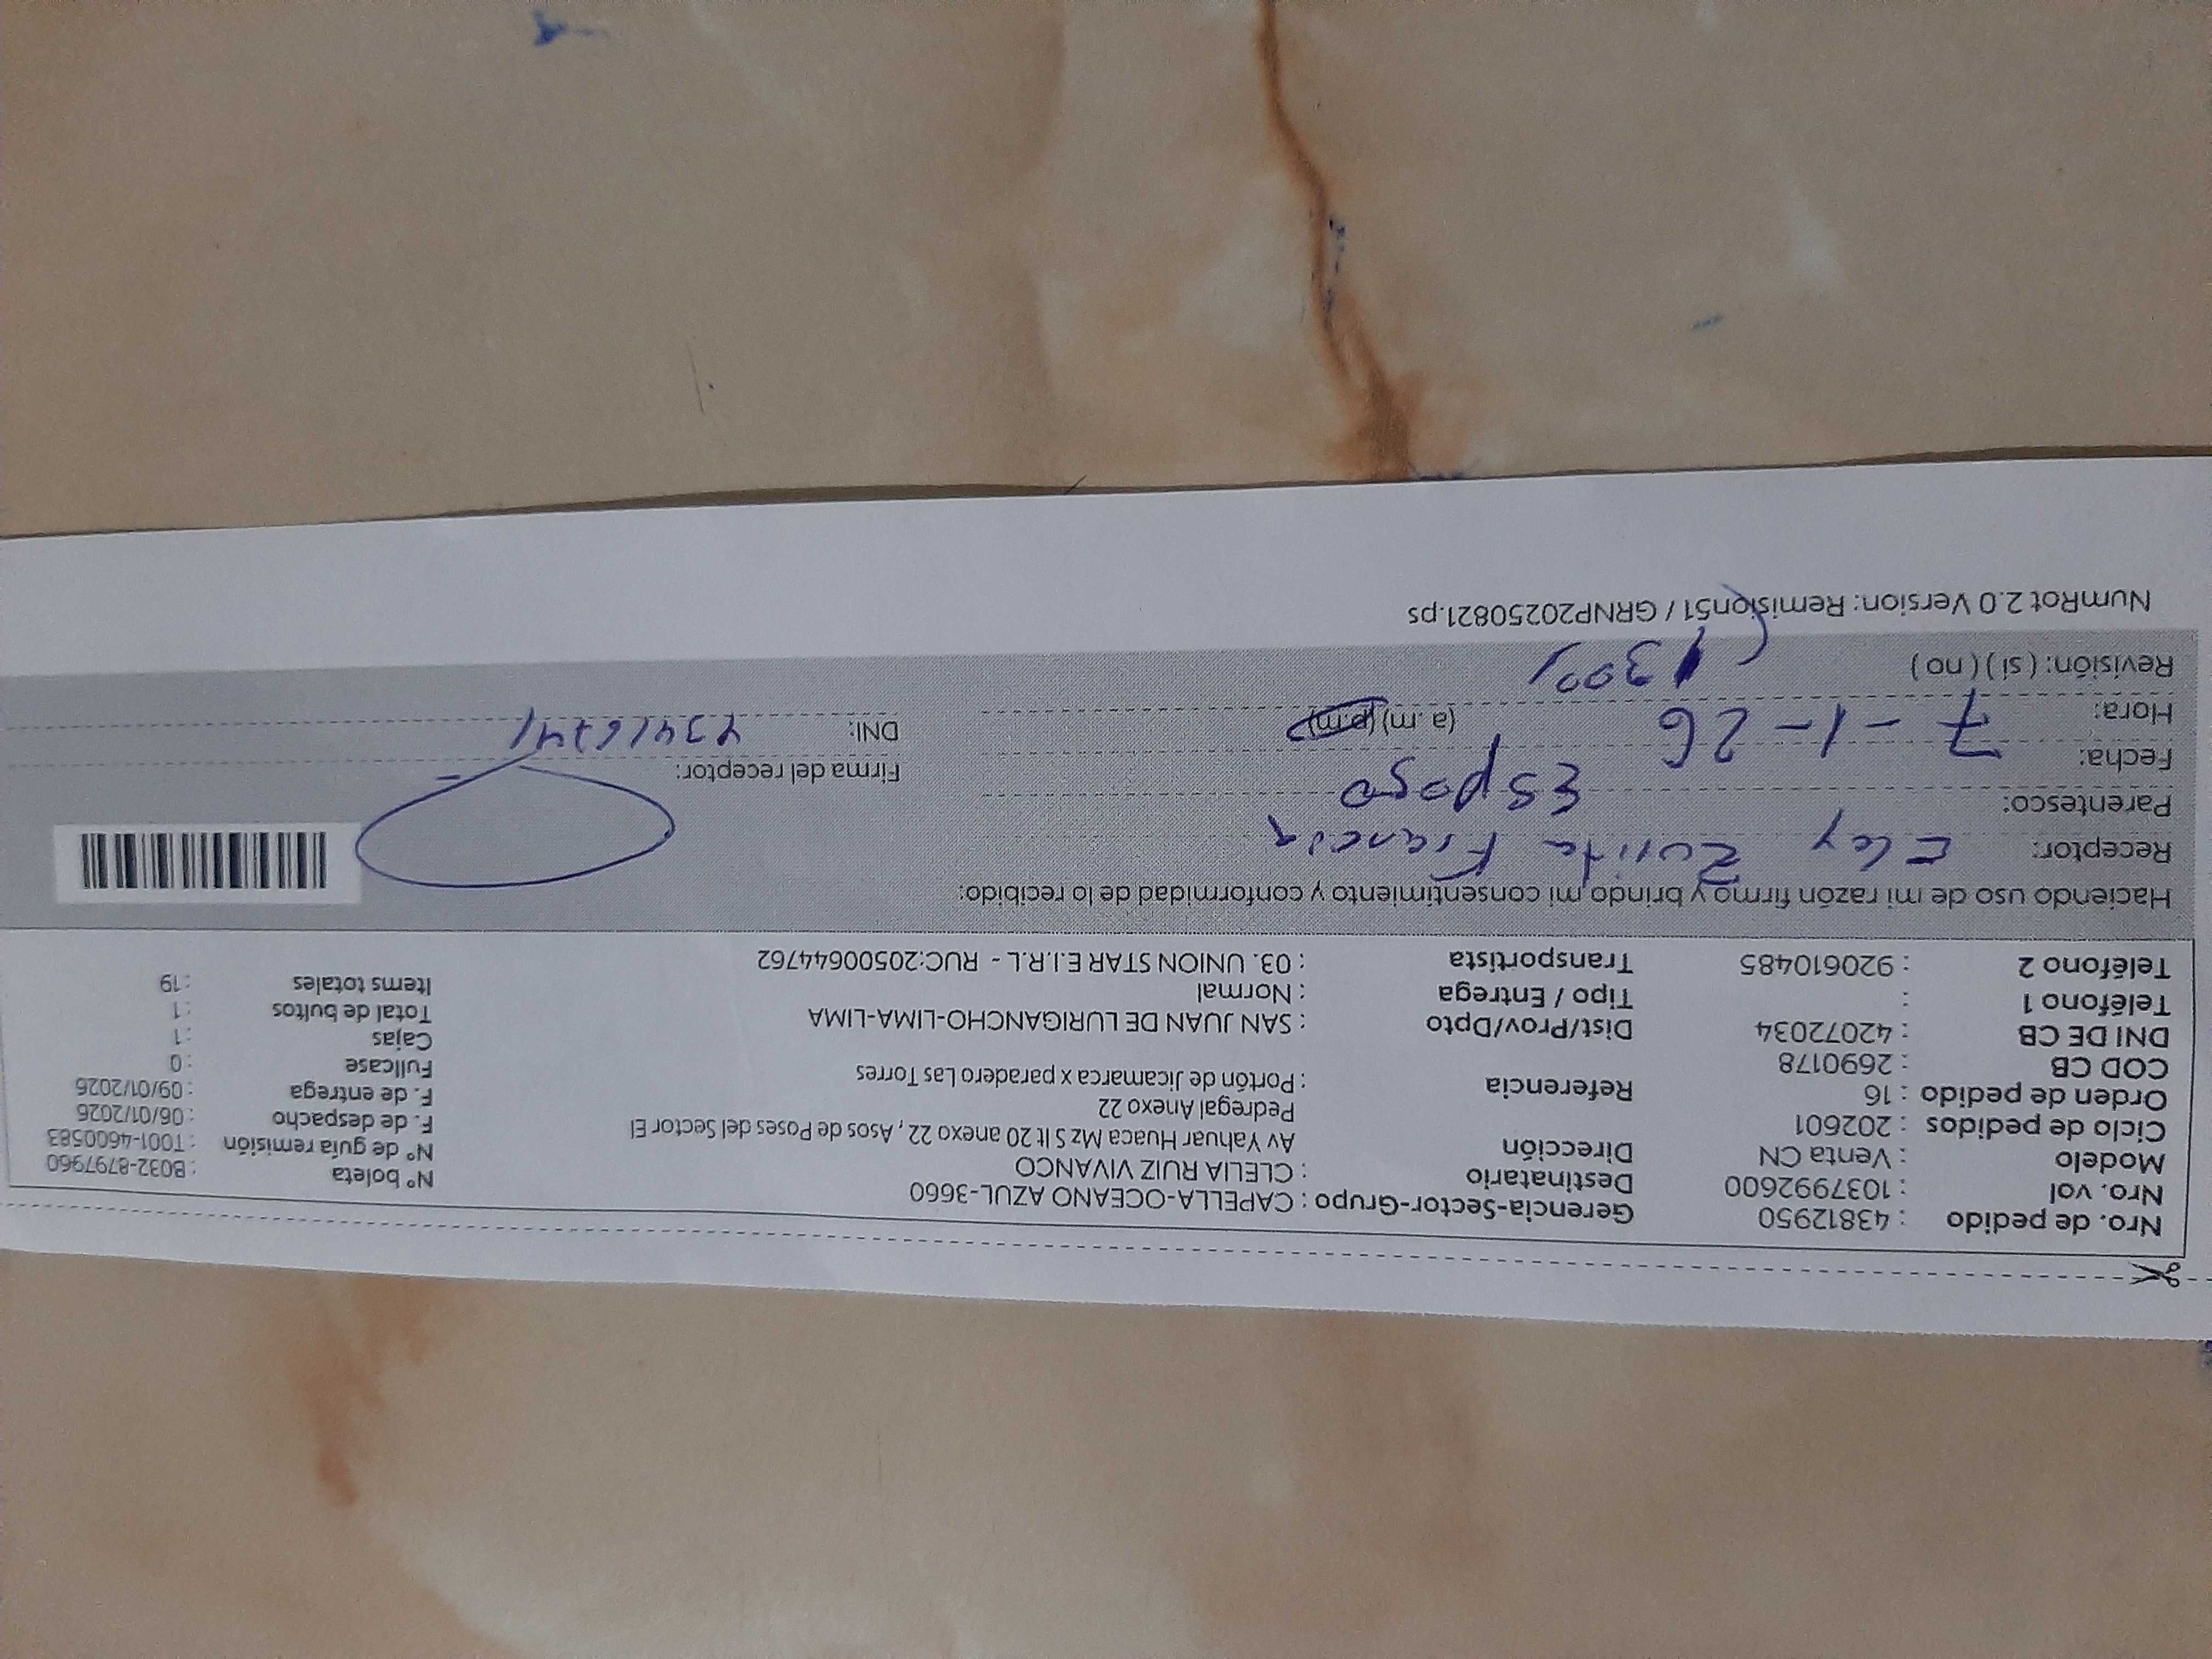 Nro. de pedido : 43812950
Nro. vol : 1037992600
Modelo : Venta CN
Ciclo de pedidos : 202601
Orden de pedido : 16
COD CB : 2690178
DNI DE CB : 42072034
Teléfono 1 :
Teléfono 2 : 920610485
Gerencia-Sector-Grupo : CAPELLA-OCEANO AZUL-3660
Destinatario : CLELIA RUIZ VIVANCO
Dirección Av Yahuar Huaca Mz S lt 20 anexo 22 , Asos de Poses del Sector El
Pedregal Anexo 22
Referencia : Portón de Jicamarca x paradero Las Torres
Dist/Prov/Dpto : SAN JUAN DE LURIGANCHO-LIMA-LIMA
Tipo / Entrega : Normal
Transportista : 03. UNION STAR E.I.R.L - RUC:20500644762
N° boleta : B032-8797960
N° de guía remisión : T001-4600583
F. de despacho : 06/01/2026
F. de entrega : 09/01/2026
Fullcase : 0
Cajas : 1
Total de bultos : 1
Items totales : 19
Haciendo uso de mi razón firmo y brindo mi consentimiento y conformidad de lo recibido:
Receptor: Eloy Zurita Francia
Parentesco: Esposo
Fecha: 7-1-26
Hora: (a.m) (p.m)
Revisión: ( si ) ( no )
Firma del receptor:
DNI:
NumRot 2.0 Version: Remision51 / GRNP20250821.ps